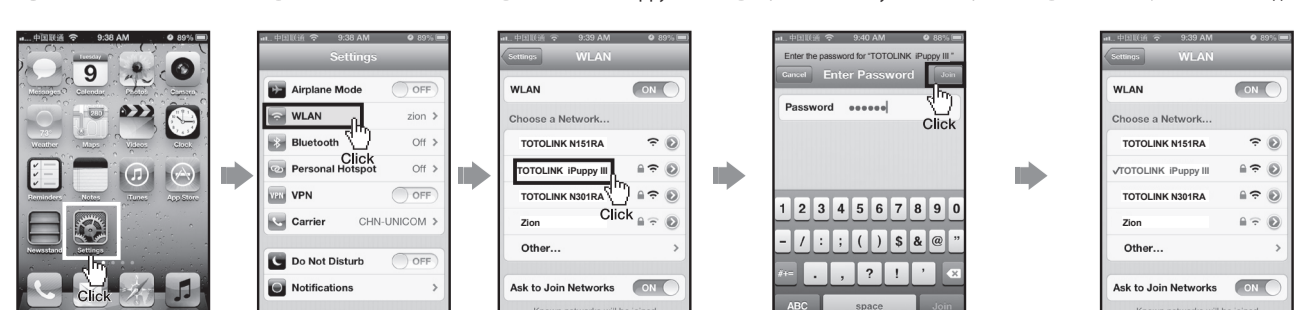 中国联通 9:38 AM 89%
Tuesday
9
Messages Calendar Photos Camera
280
73°
Weather Maps Videos Clock
Reminders Notes iTunes App Store
Newsstand Settings
Click
中国联通 9:38 AM 89%
Settings
Airplane Mode OFF
WLAN zion >
Bluetooth Off >
Click
Personal Hotspot Off >
VPN VPN OFF
Carrier CHN-UNICOM >
Do Not Disturb OFF
Notifications >
中国联通 9:39 AM 89%
Settings WLAN
WLAN ON
Choose a Network...
TOTOLINK N151RA
TOTOLINK iPuppy III
TOTOLINK N301RA
Click
Zion
Other... >
Ask to Join Networks ON
中国联通 9:40 AM 88%
Enter the password for "TOTOLINK iPuppy III "
Cancel Enter Password Join
Password ●●●●●●
Click
1 2 3 4 5 6 7 8 9 0
- / : ; ( ) $ & @ "
#+= . , ? ! '
ABC space Join
中国联通 9:39 AM 89%
Settings WLAN
WLAN ON
Choose a Network...
TOTOLINK N151RA
✓TOTOLINK iPuppy III
TOTOLINK N301RA
Zion
Other... >
Ask to Join Networks ON